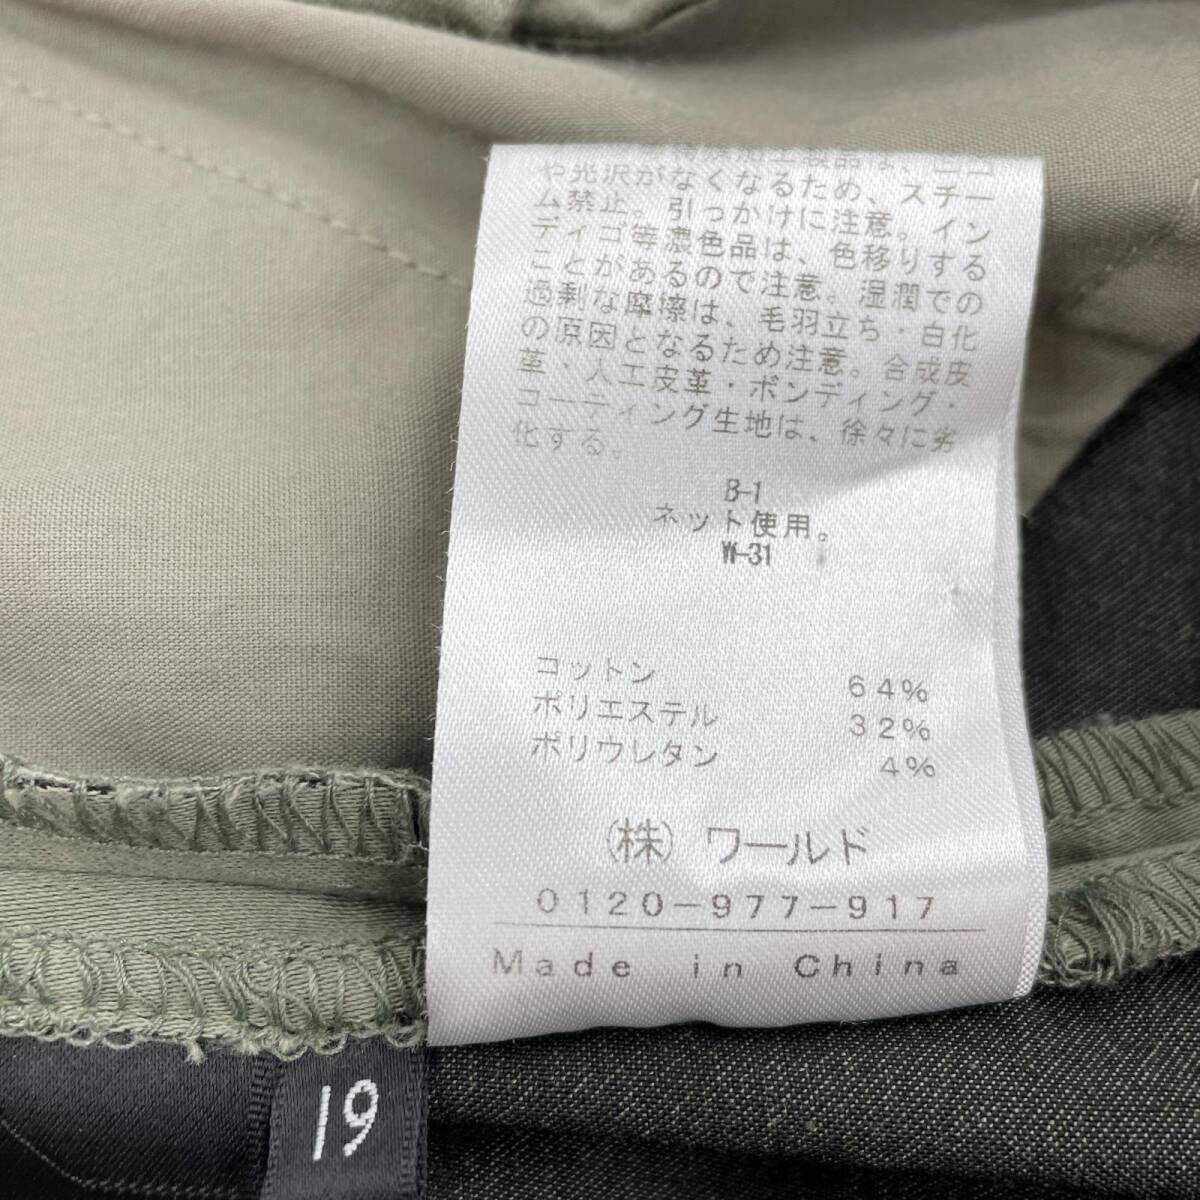 加工製品は、
や光沢がなくなるため、スチー
ム禁止。引っかけに注意。イン
ディゴ等濃色品は、色移りする
ことがあるので注意。湿潤での
過剰な摩擦は、毛羽立ち・白化
の原因となるため注意。合成皮
革・人工皮革・ボンディング・
コーティング生地は、徐々に劣
化する。
B-1
ネット使用。
W-31
コットン 64%
ポリエステル 32%
ポリウレタン 4%
(株) ワールド
0120-977-917
Made in China
19